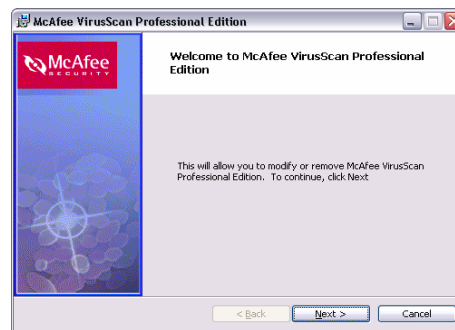 McAfee VirusScan Professional Edition
McAfee
SECURITY
Welcome to McAfee VirusScan Professional
Edition
This will allow you to modify or remove McAfee VirusScan
Professional Edition. To continue, click Next
< Back
Next >
Cancel